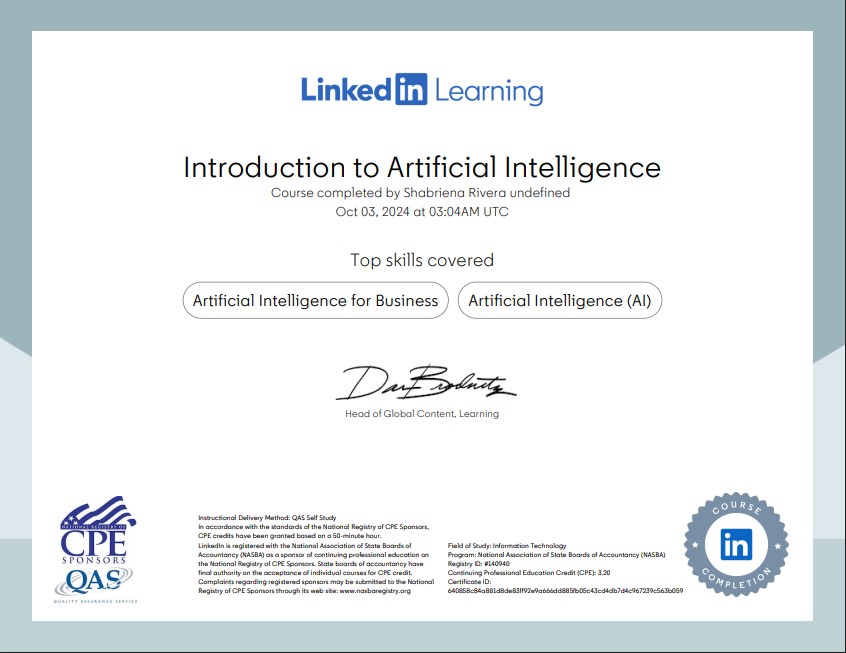 LinkedIn Learning
Introduction to Artificial Intelligence
Course completed by Shabriena Rivera undefined
Oct 03, 2024 at 03:04AM UTC
Top skills covered
Artificial Intelligence for Business
Artificial Intelligence (AI)
Head of Global Content, Learning
NATIONAL REGISTRY OF
CPE
SPONSORS
QAS
QUALITY ASSURANCE SERVICE
Instructional Delivery Method: QAS Self Study
In accordance with the standards of the National Registry of CPE Sponsors,
CPE credits have been granted based on a 50-minute hour.
LinkedIn is registered with the National Association of State Boards of
Accountancy (NASBA) as a sponsor of continuing professional education on
the National Registry of CPE Sponsors. State boards of accountancy have
final authority on the acceptance of individual courses for CPE credit.
Complaints regarding registered sponsors may be submitted to the National
Registry of CPE Sponsors through its web site: www.nasbaregistry.org
Field of Study: Information Technology
Program: National Association of State Boards of Accountancy (NASBA)
Registry ID: #140940
Continuing Professional Education Credit (CPE): 3.20
Certificate ID:
640858c84a881d8de83ff92e9a666dd885fb05c43cd4db7d4c967239c563b059
COURSE
in
COMPLETION